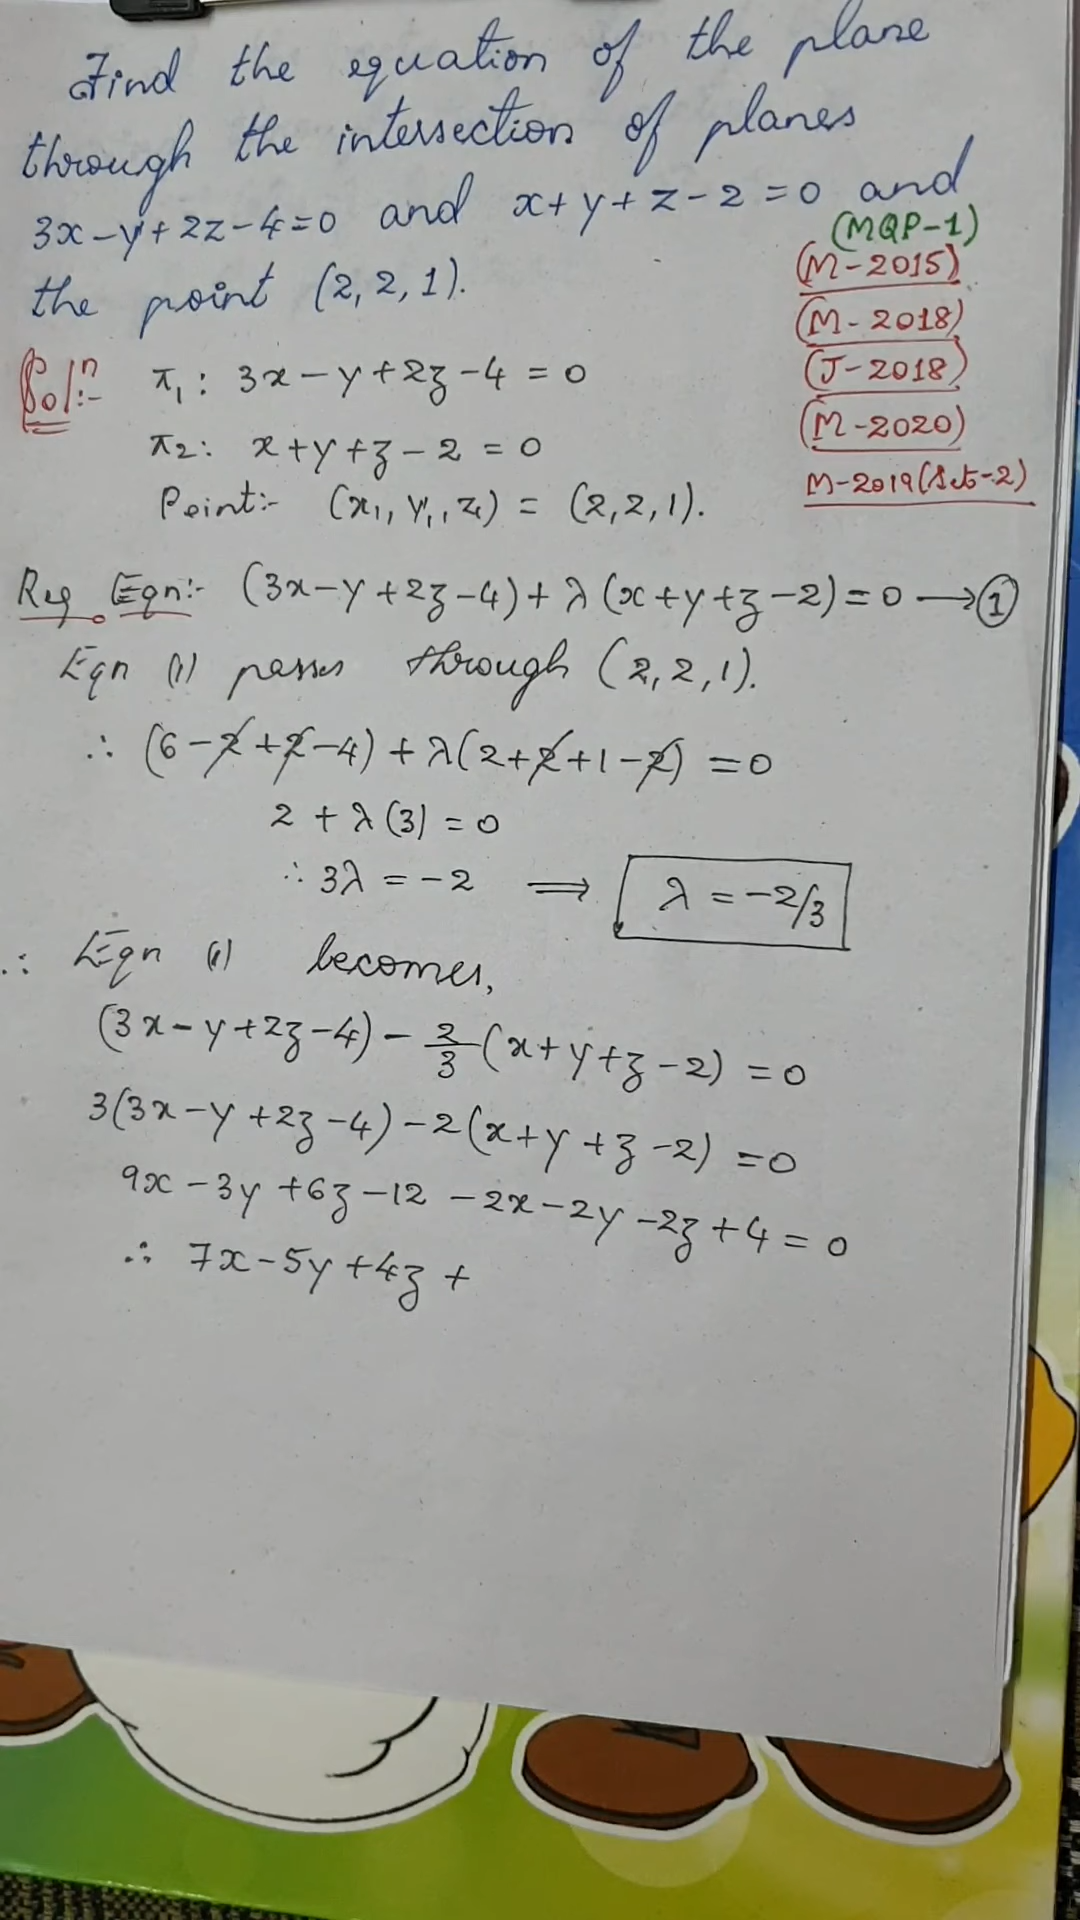 Find the equation of the plane
through the intersection of planes
3x-y+2z-4=0 and x+y+z-2=0 and
(MQP-1)
the point (2,2,1).
(M-2015)
(M-2018)
(J-2018)
(M-2020)
M-2019(Set-2)
Solⁿ:- π₁: 3x-y+2z-4=0
π2: x+y+z-2=0
Point:- (x₁,y₁,z₁) = (2,2,1).
Req Eqn:- (3x-y+2z-4)+λ(x+y+z-2)=0 → ①
Eqn (1) passes through (2,2,1).
∴ (6-2+2-4)+λ(2+2+1-2)=0
2+λ(3)=0
∴ 3λ=-2 ⟹ λ=-2/3
∴ Eqn (1) becomes,
(3x-y+2z-4)-2/3(x+y+z-2)=0
3(3x-y+2z-4)-2(x+y+z-2)=0
9x-3y+6z-12-2x-2y-2z+4=0
∴ 7x-5y+4z+